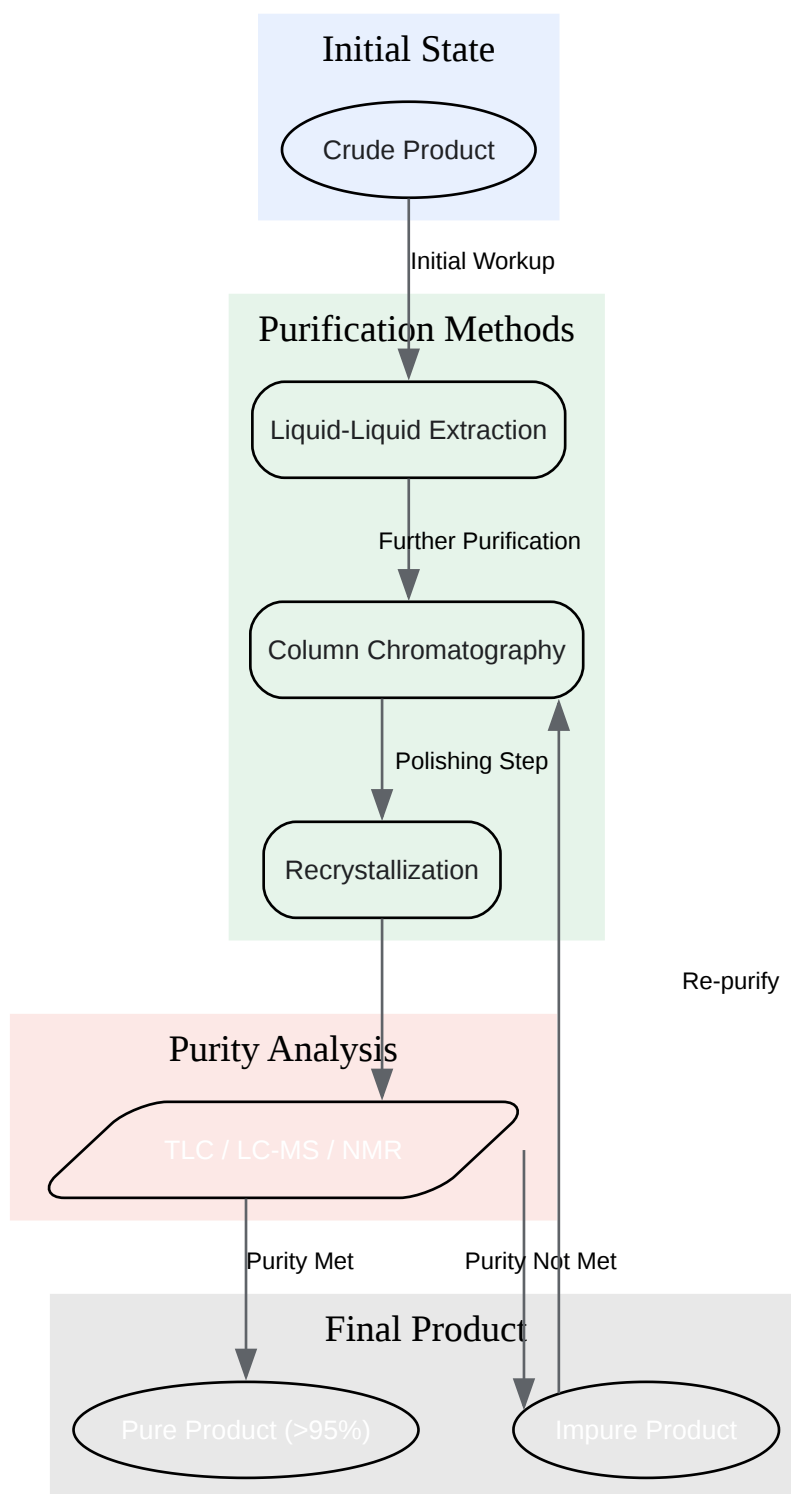 Initial State
Crude Product
Initial Workup
Purification Methods
Liquid-Liquid Extraction
Further Purification
Column Chromatography
Polishing Step
Recrystallization
Re-purify
Purity Analysis
TLC / LC-MS / NMR
Purity Met
Purity Not Met
Final Product
Pure Product (>95%)
Impure Product